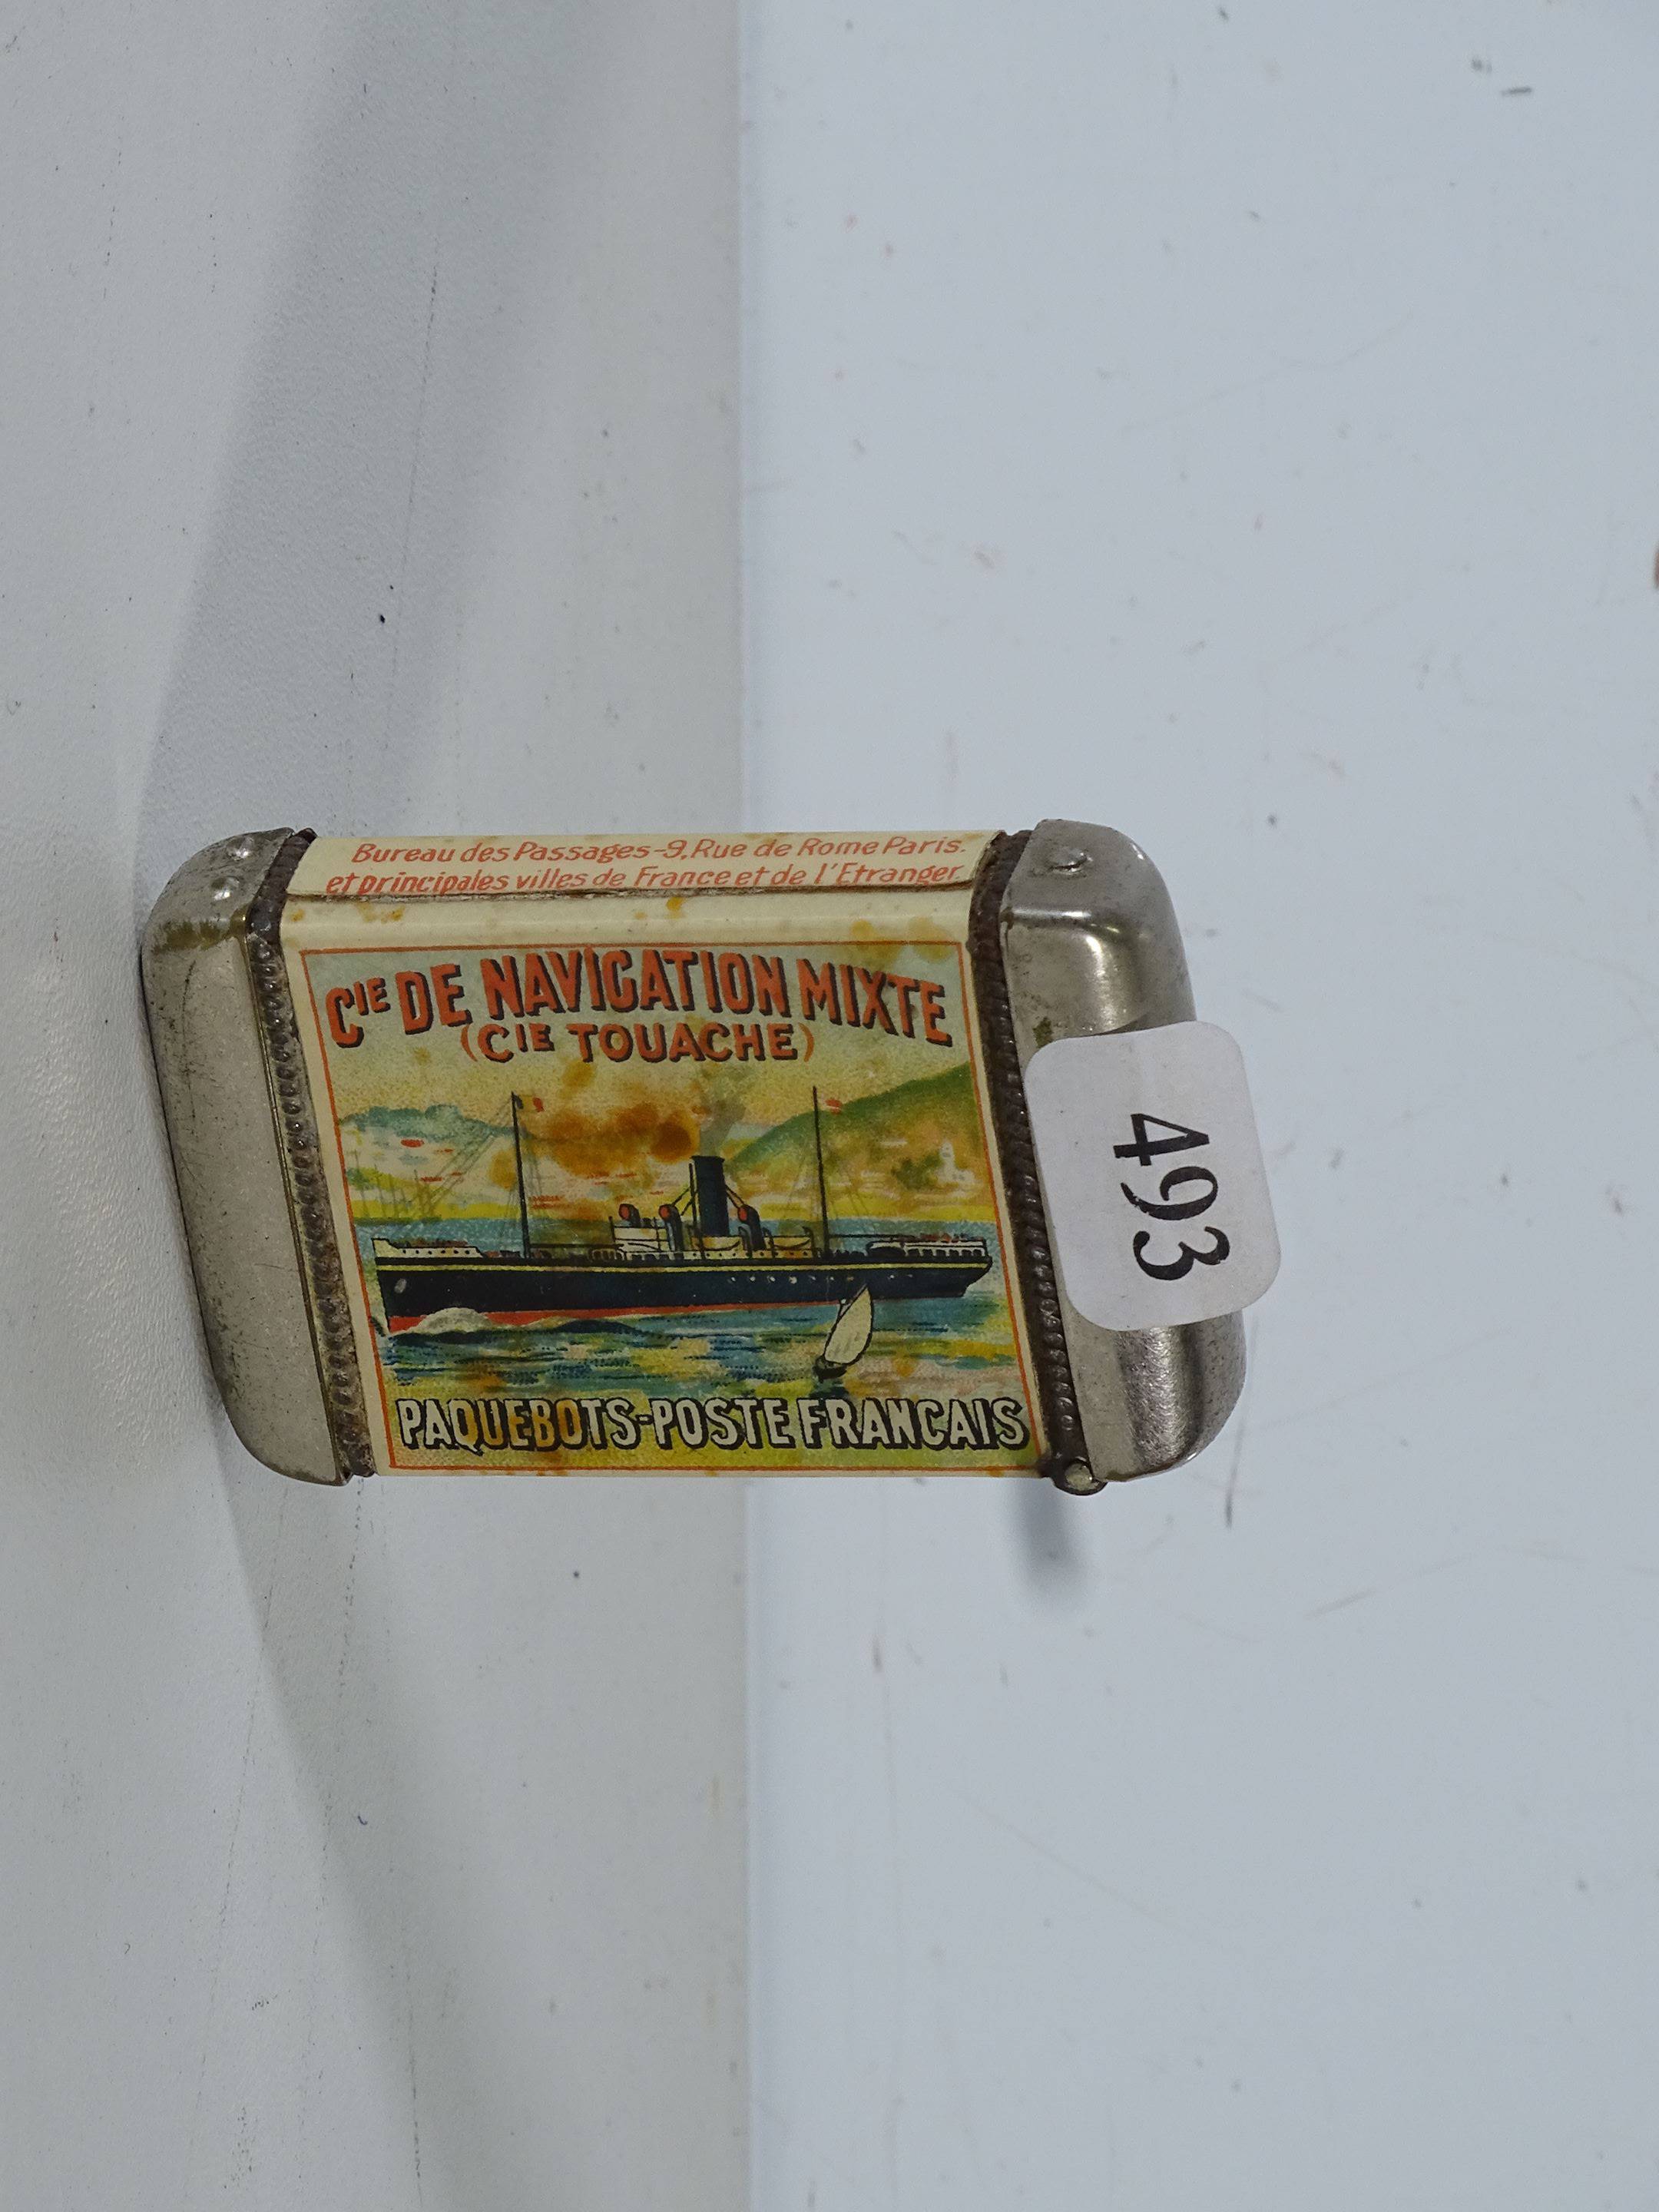 Bureau des Passages-9, Rue de Rome Paris.
et principales villes de France et de l'Etranger.
CIE DE NAVIGATION MIXTE
(CIE TOUACHE)
PAQUEBOTS-POSTE FRANCAIS
493